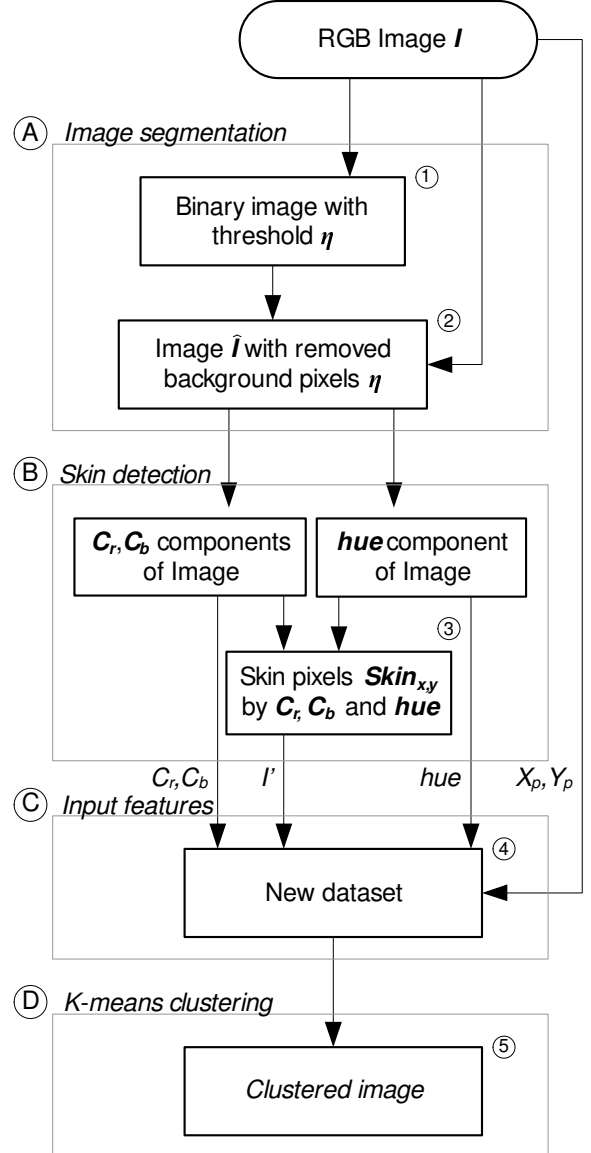 RGB Image I
A Image segmentation
1
Binary image with
threshold η
2
Image Î with removed
background pixels η
B Skin detection
Cr,Cb components
of Image
hue component
of Image
3
Skin pixels Skinx,y
by Cr, Cb and hue
Cr,Cb I’ hue Xp,Yp
C Input features
4
New dataset
D K-means clustering
5
Clustered image